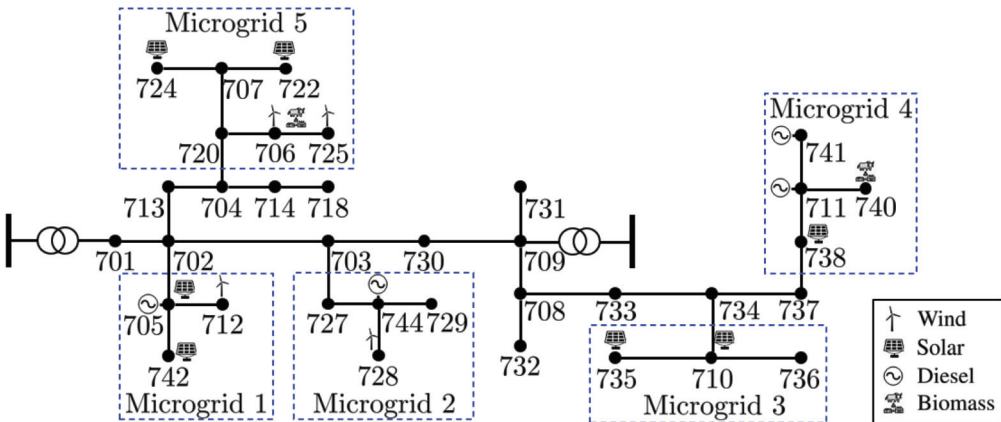 Microgrid 5
724 707 722
720 706 725
Microgrid 4
741
711 740
738
713 704 714 718
731
701 702 703 730 709
705 712
742
Microgrid 1
727 744 729
728
Microgrid 2
708 733 734 737
732
735 710 736
Microgrid 3
Wind
Solar
Diesel
Biomass